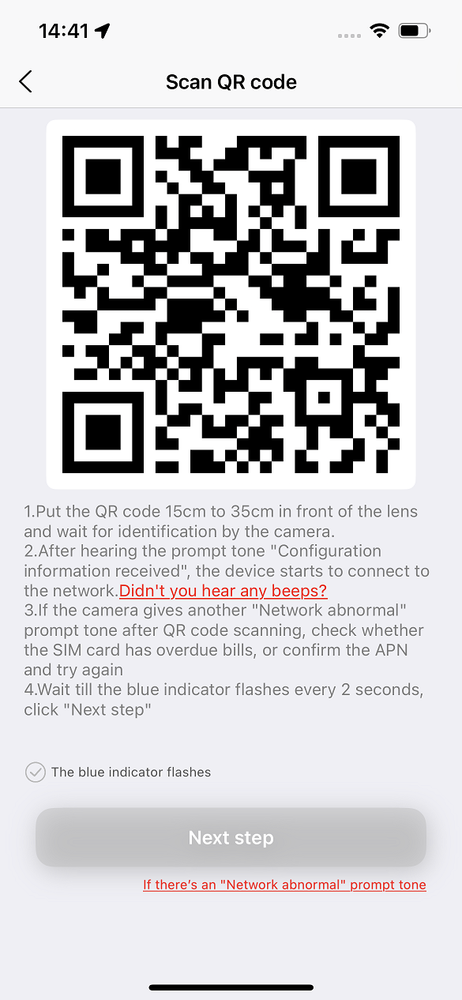 14:41
Scan QR code
1.Put the QR code 15cm to 35cm in front of the lens
and wait for identification by the camera.
2.After hearing the prompt tone "Configuration
information received", the device starts to connect to
the network.Didn't you hear any beeps?
3.If the camera gives another "Network abnormal"
prompt tone after QR code scanning, check whether
the SIM card has overdue bills, or confirm the APN
and try again
4.Wait till the blue indicator flashes every 2 seconds,
click "Next step"
The blue indicator flashes
Next step
If there’s an "Network abnormal" prompt tone